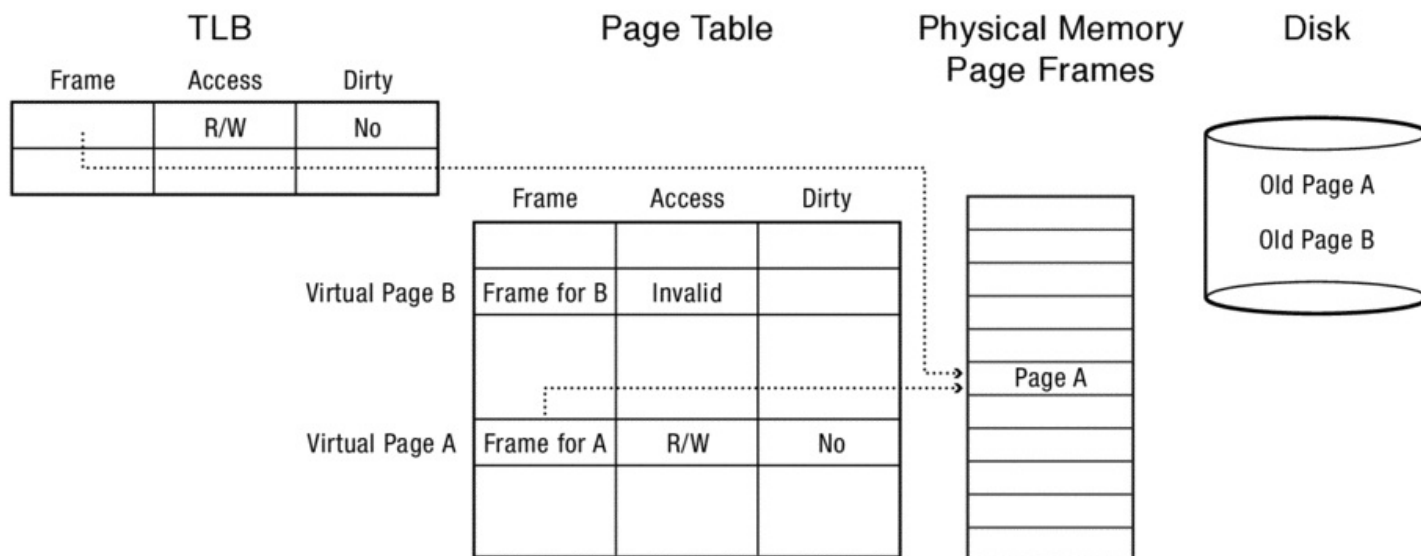 TLB
Frame Access Dirty
R/W No
Page Table
Frame Access Dirty
Virtual Page B Frame for B Invalid
Virtual Page A Frame for A R/W No
Physical Memory
Page Frames
Page A
Disk
Old Page A
Old Page B